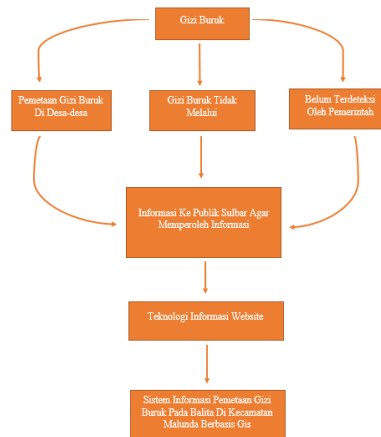 Gizi Buruk
Pemetaan Gizi Buruk
Di Desa-desa
Gizi Buruk Tidak
Melalui
Belum Terdeteksi
Oleh Pemerintah
Informasi Ke Publik Sulbar Agar
Memperoleh Informasi
Teknologi Informasi Website
Sistem Informasi Pemetaan Gizi
Buruk Pada Balita Di Kecamatan
Malunda Berbasis Gis